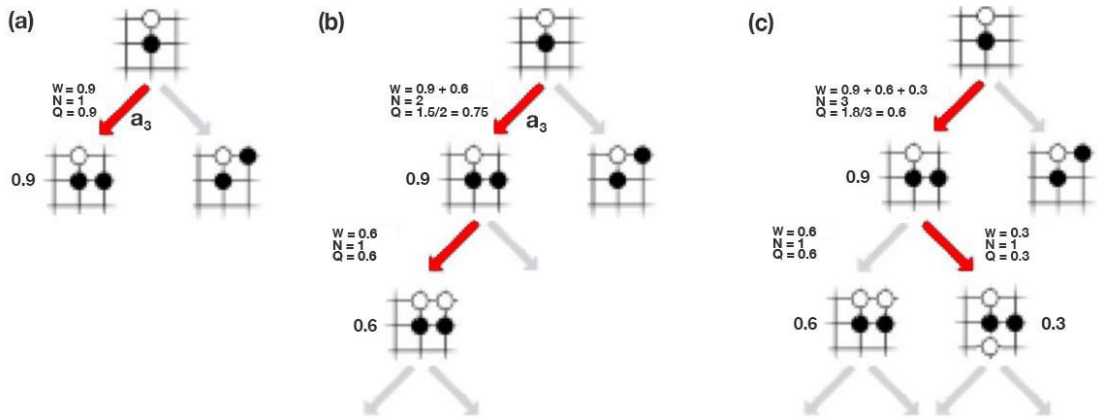 (a)
W = 0.9
N = 1
Q = 0.9
a3
0.9
(b)
W = 0.9 + 0.6
N = 2
Q = 1.5/2 = 0.75
a3
0.9
W = 0.6
N = 1
Q = 0.6
0.6
(c)
W = 0.9 + 0.6 + 0.3
N = 3
Q = 1.8/3 = 0.6
0.9
W = 0.6
N = 1
Q = 0.6
W = 0.3
N = 1
Q = 0.3
0.6
0.3